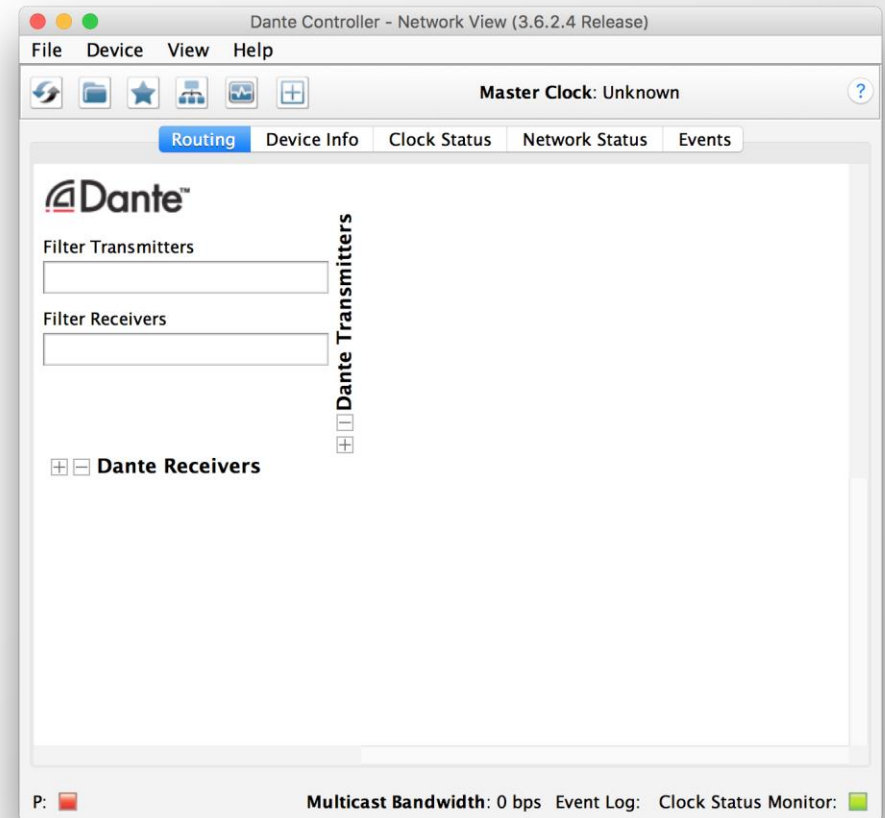 Dante Controller - Network View (3.6.2.4 Release)
File Device View Help
Master Clock: Unknown ?
Routing Device Info Clock Status Network Status Events
Dante™
Filter Transmitters
Filter Receivers
Dante Transmitters
Dante Receivers
P: Multicast Bandwidth: 0 bps Event Log: Clock Status Monitor: